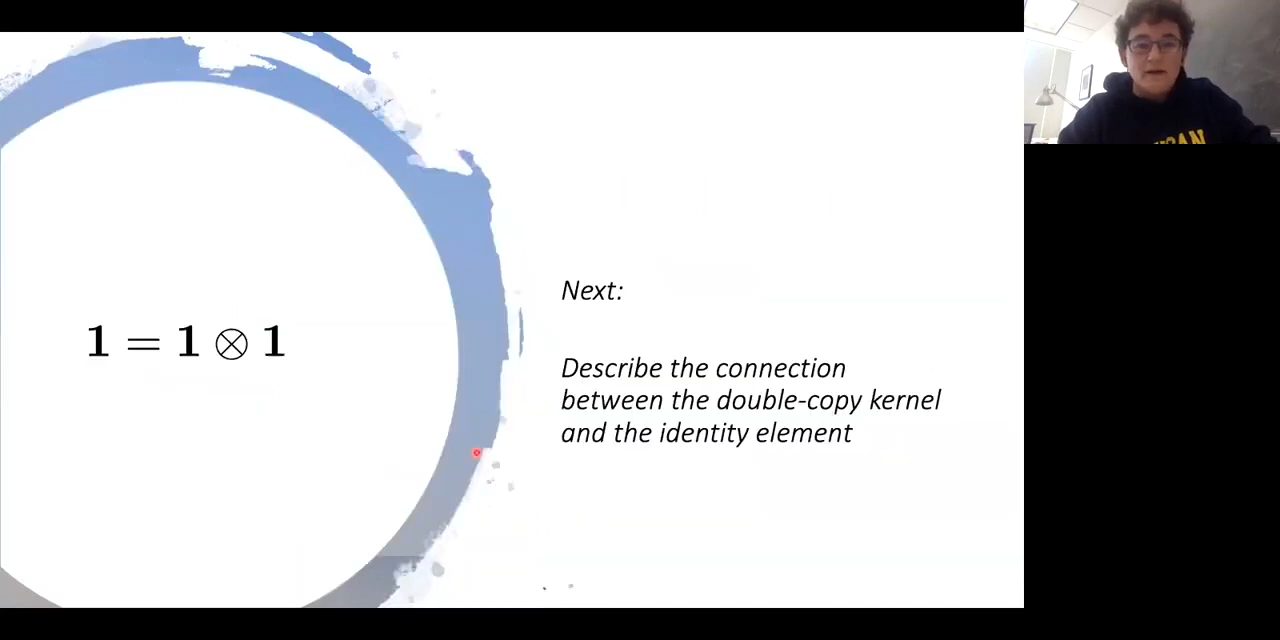 1 = 1 ⊗ 1
Next:
Describe the connection
between the double-copy kernel
and the identity element